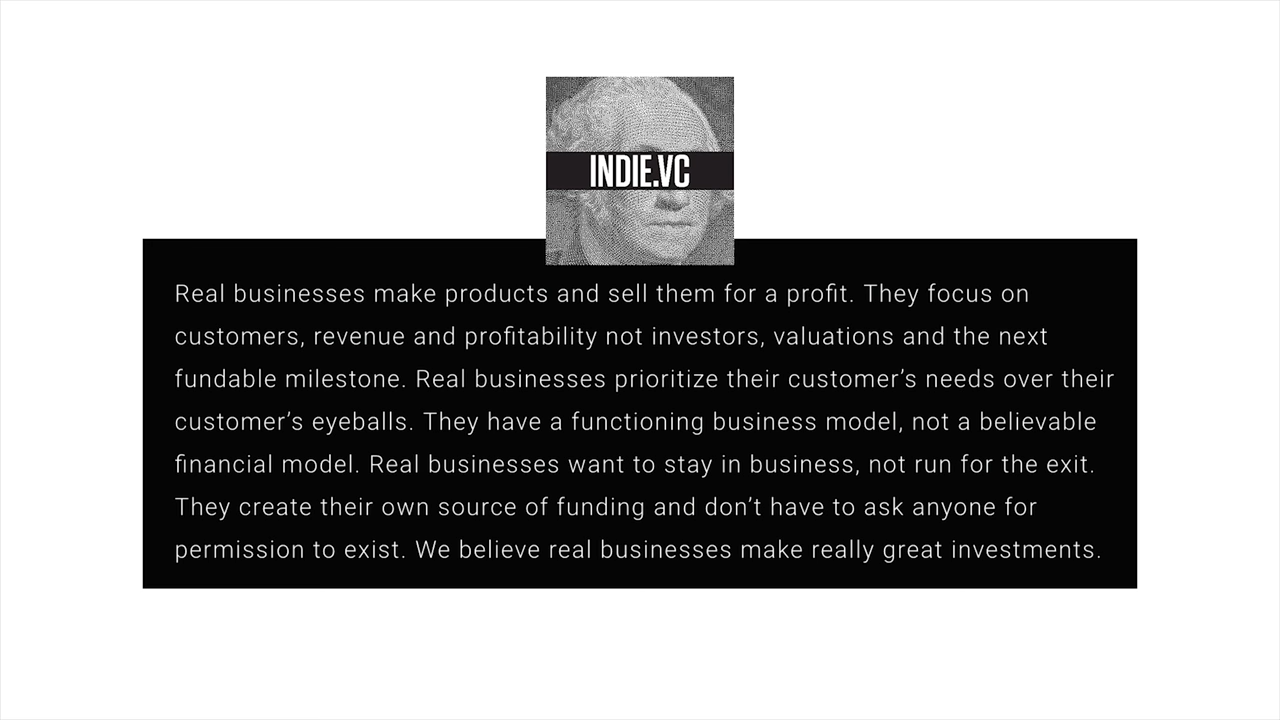 INDIE.VC
Real businesses make products and sell them for a profit. They focus on
customers, revenue and profitability not investors, valuations and the next
fundable milestone. Real businesses prioritize their customer’s needs over their
customer’s eyeballs. They have a functioning business model, not a believable
financial model. Real businesses want to stay in business, not run for the exit.
They create their own source of funding and don’t have to ask anyone for
permission to exist. We believe real businesses make really great investments.